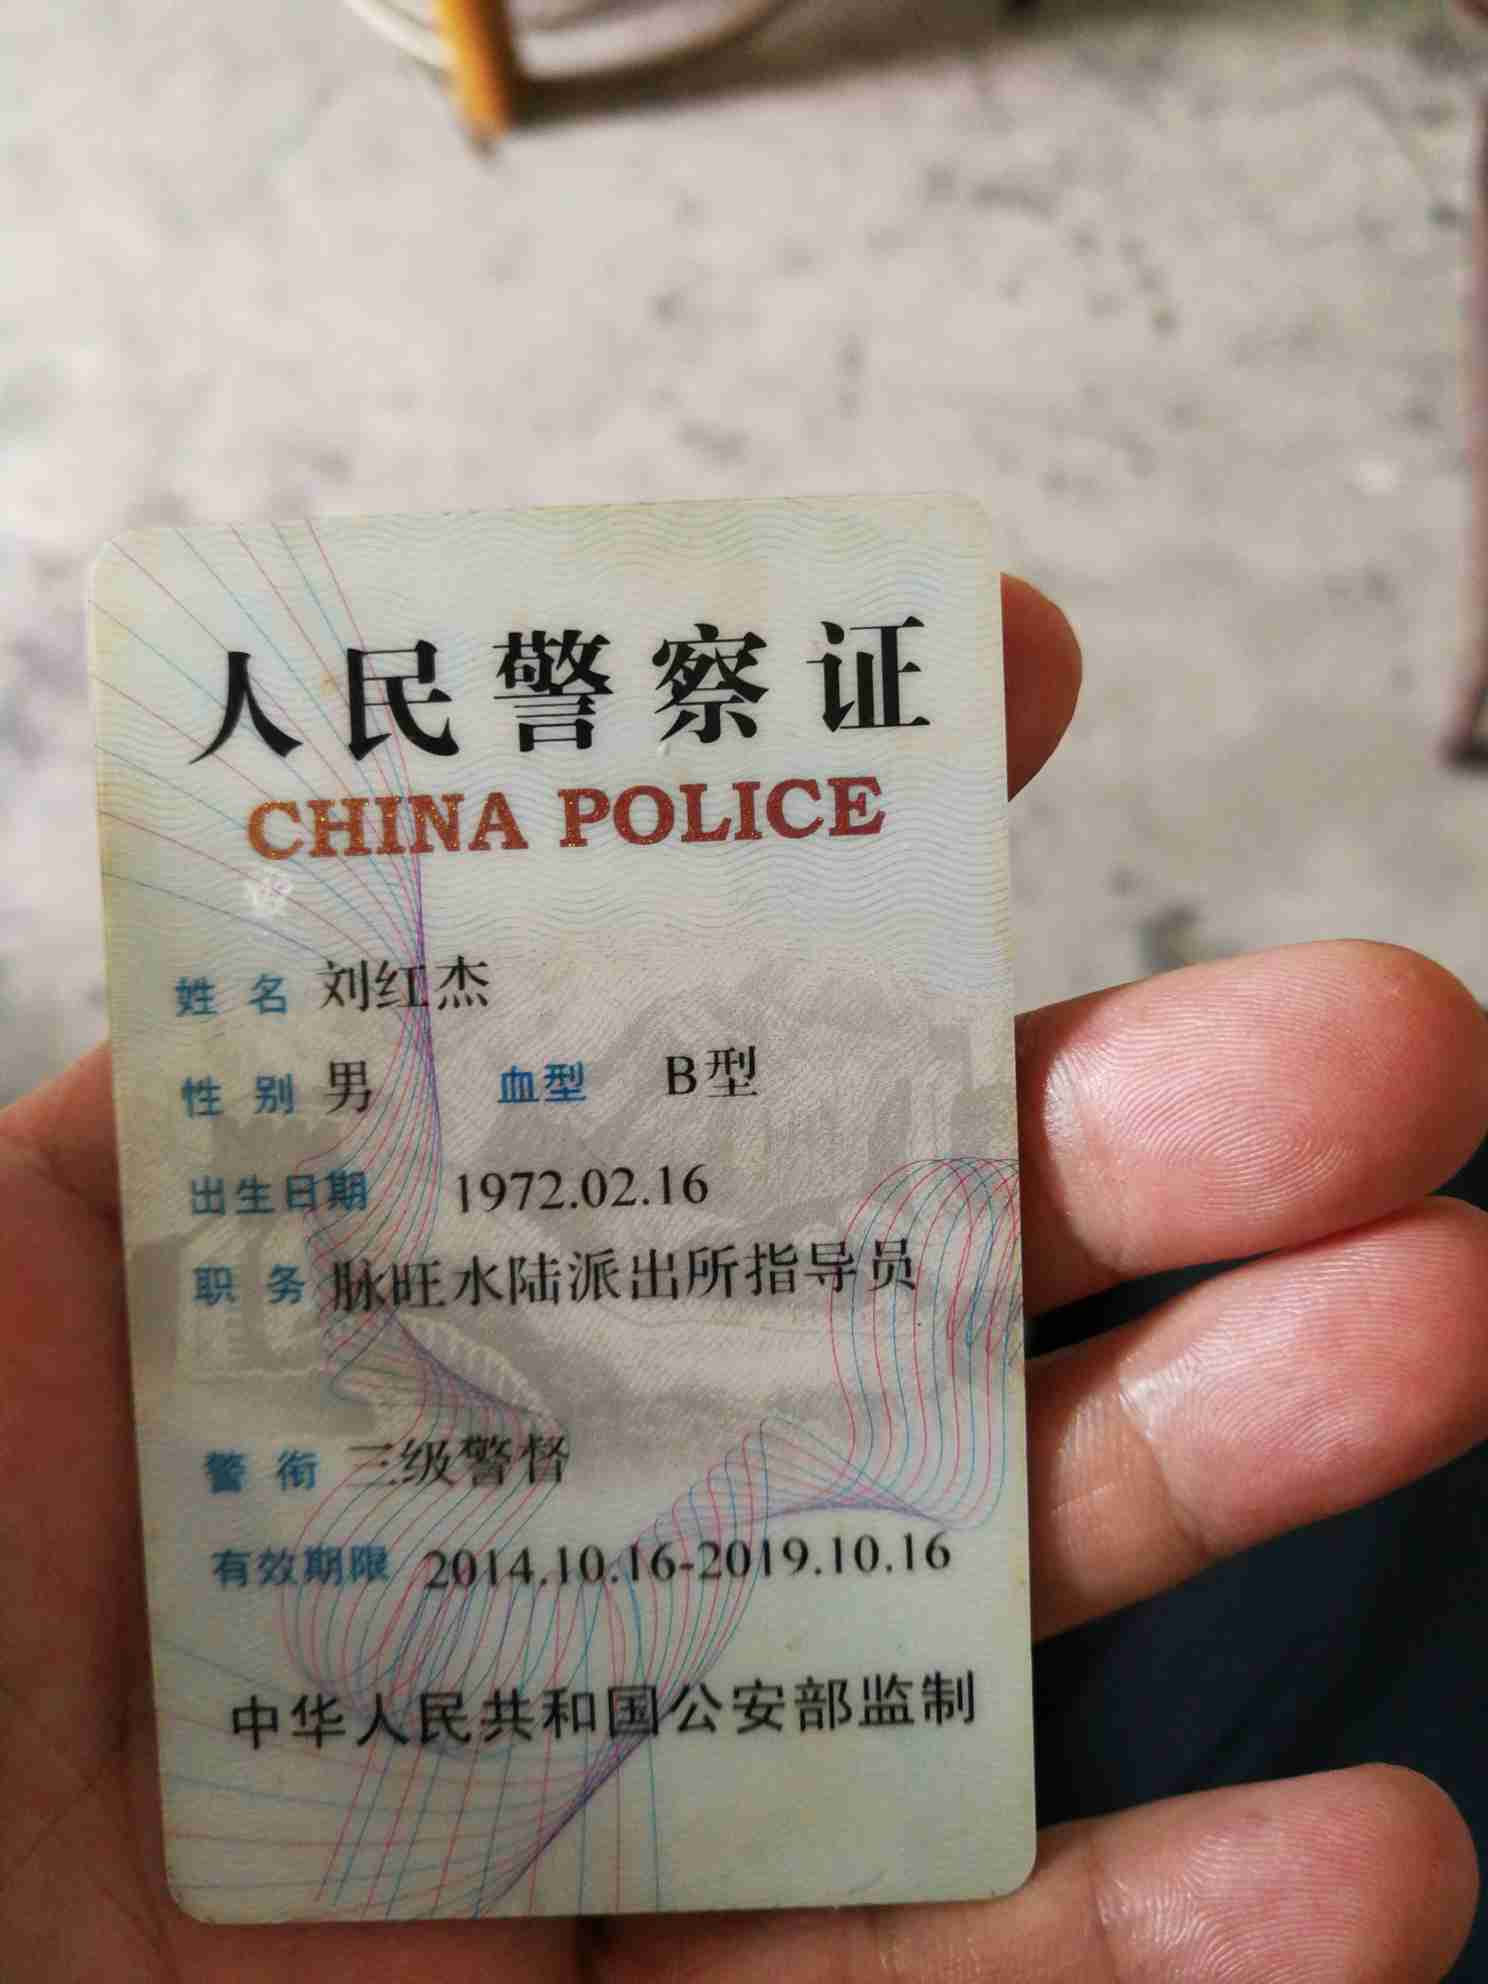 人民警察证
CHINA POLICE
姓 名 刘红杰
性 别 男 血型 B型
出生日期 1972.02.16
职 务 脉旺水陆派出所指导员
警 衔 三级警督
有效期限 2014.10.16-2019.10.16
中华人民共和国公安部监制